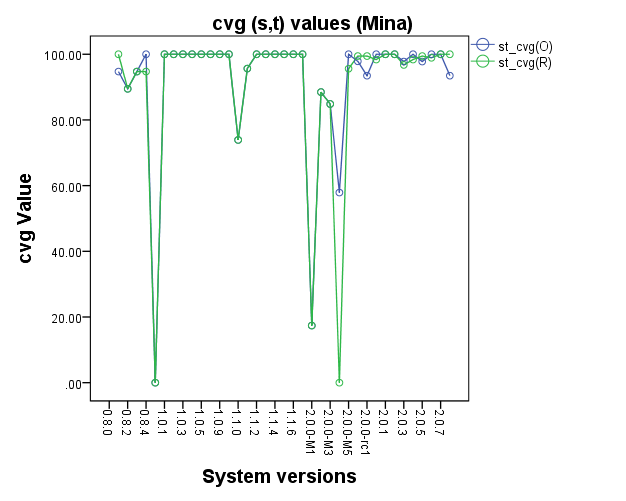 cvg (s,t) values (Mina)
st_cvg(O)
st_cvg(R)
100.00
80.00
60.00
40.00
20.00
.00
cvg Value
0.8.0
0.8.2
0.8.4
1.0.1
1.0.3
1.0.5
1.0.9
1.1.0
1.1.2
1.1.4
1.1.6
2.0.0-M1
2.0.0-M3
2.0.0-M5
2.0.0-rc1
2.0.1
2.0.3
2.0.5
2.0.7
System versions